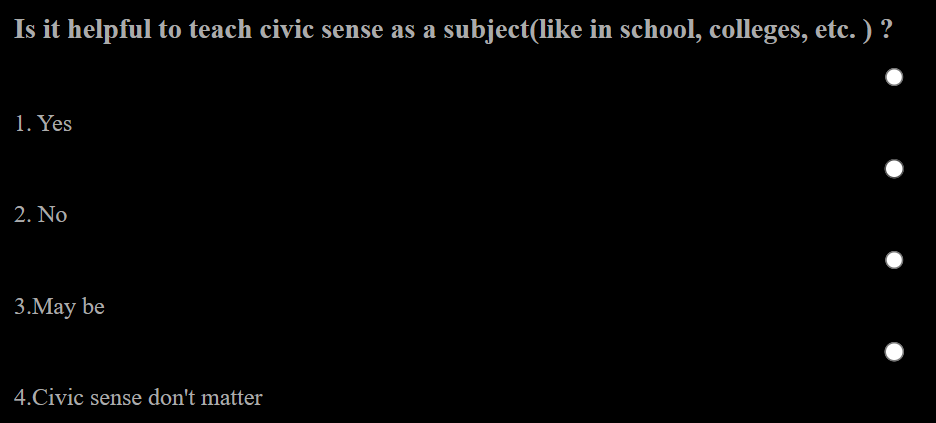 Is it helpful to teach civic sense as a subject(like in school, colleges, etc. ) ?
1. Yes
2. No
3.May be
4.Civic sense don't matter